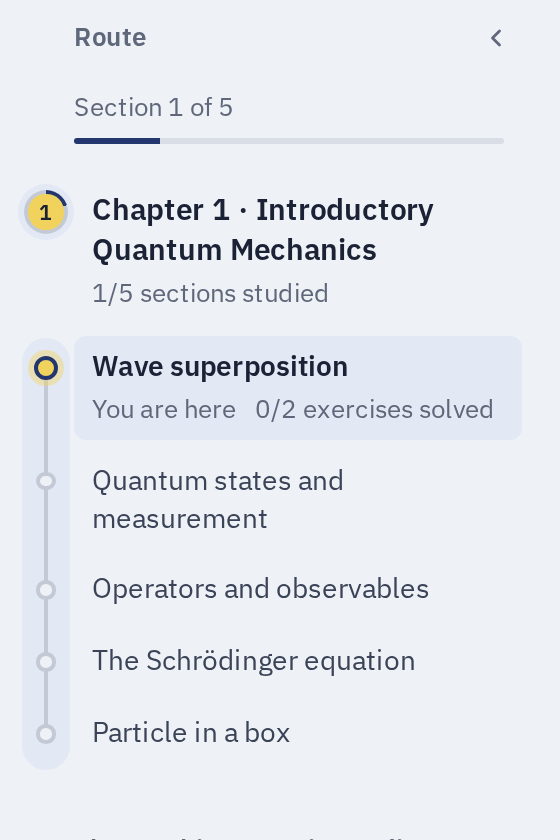 Route
Section 1 of 5
1
Chapter 1 · Introductory
Quantum Mechanics
1/5 sections studied
Wave superposition
You are here 0/2 exercises solved
Quantum states and
measurement
Operators and observables
The Schrödinger equation
Particle in a box